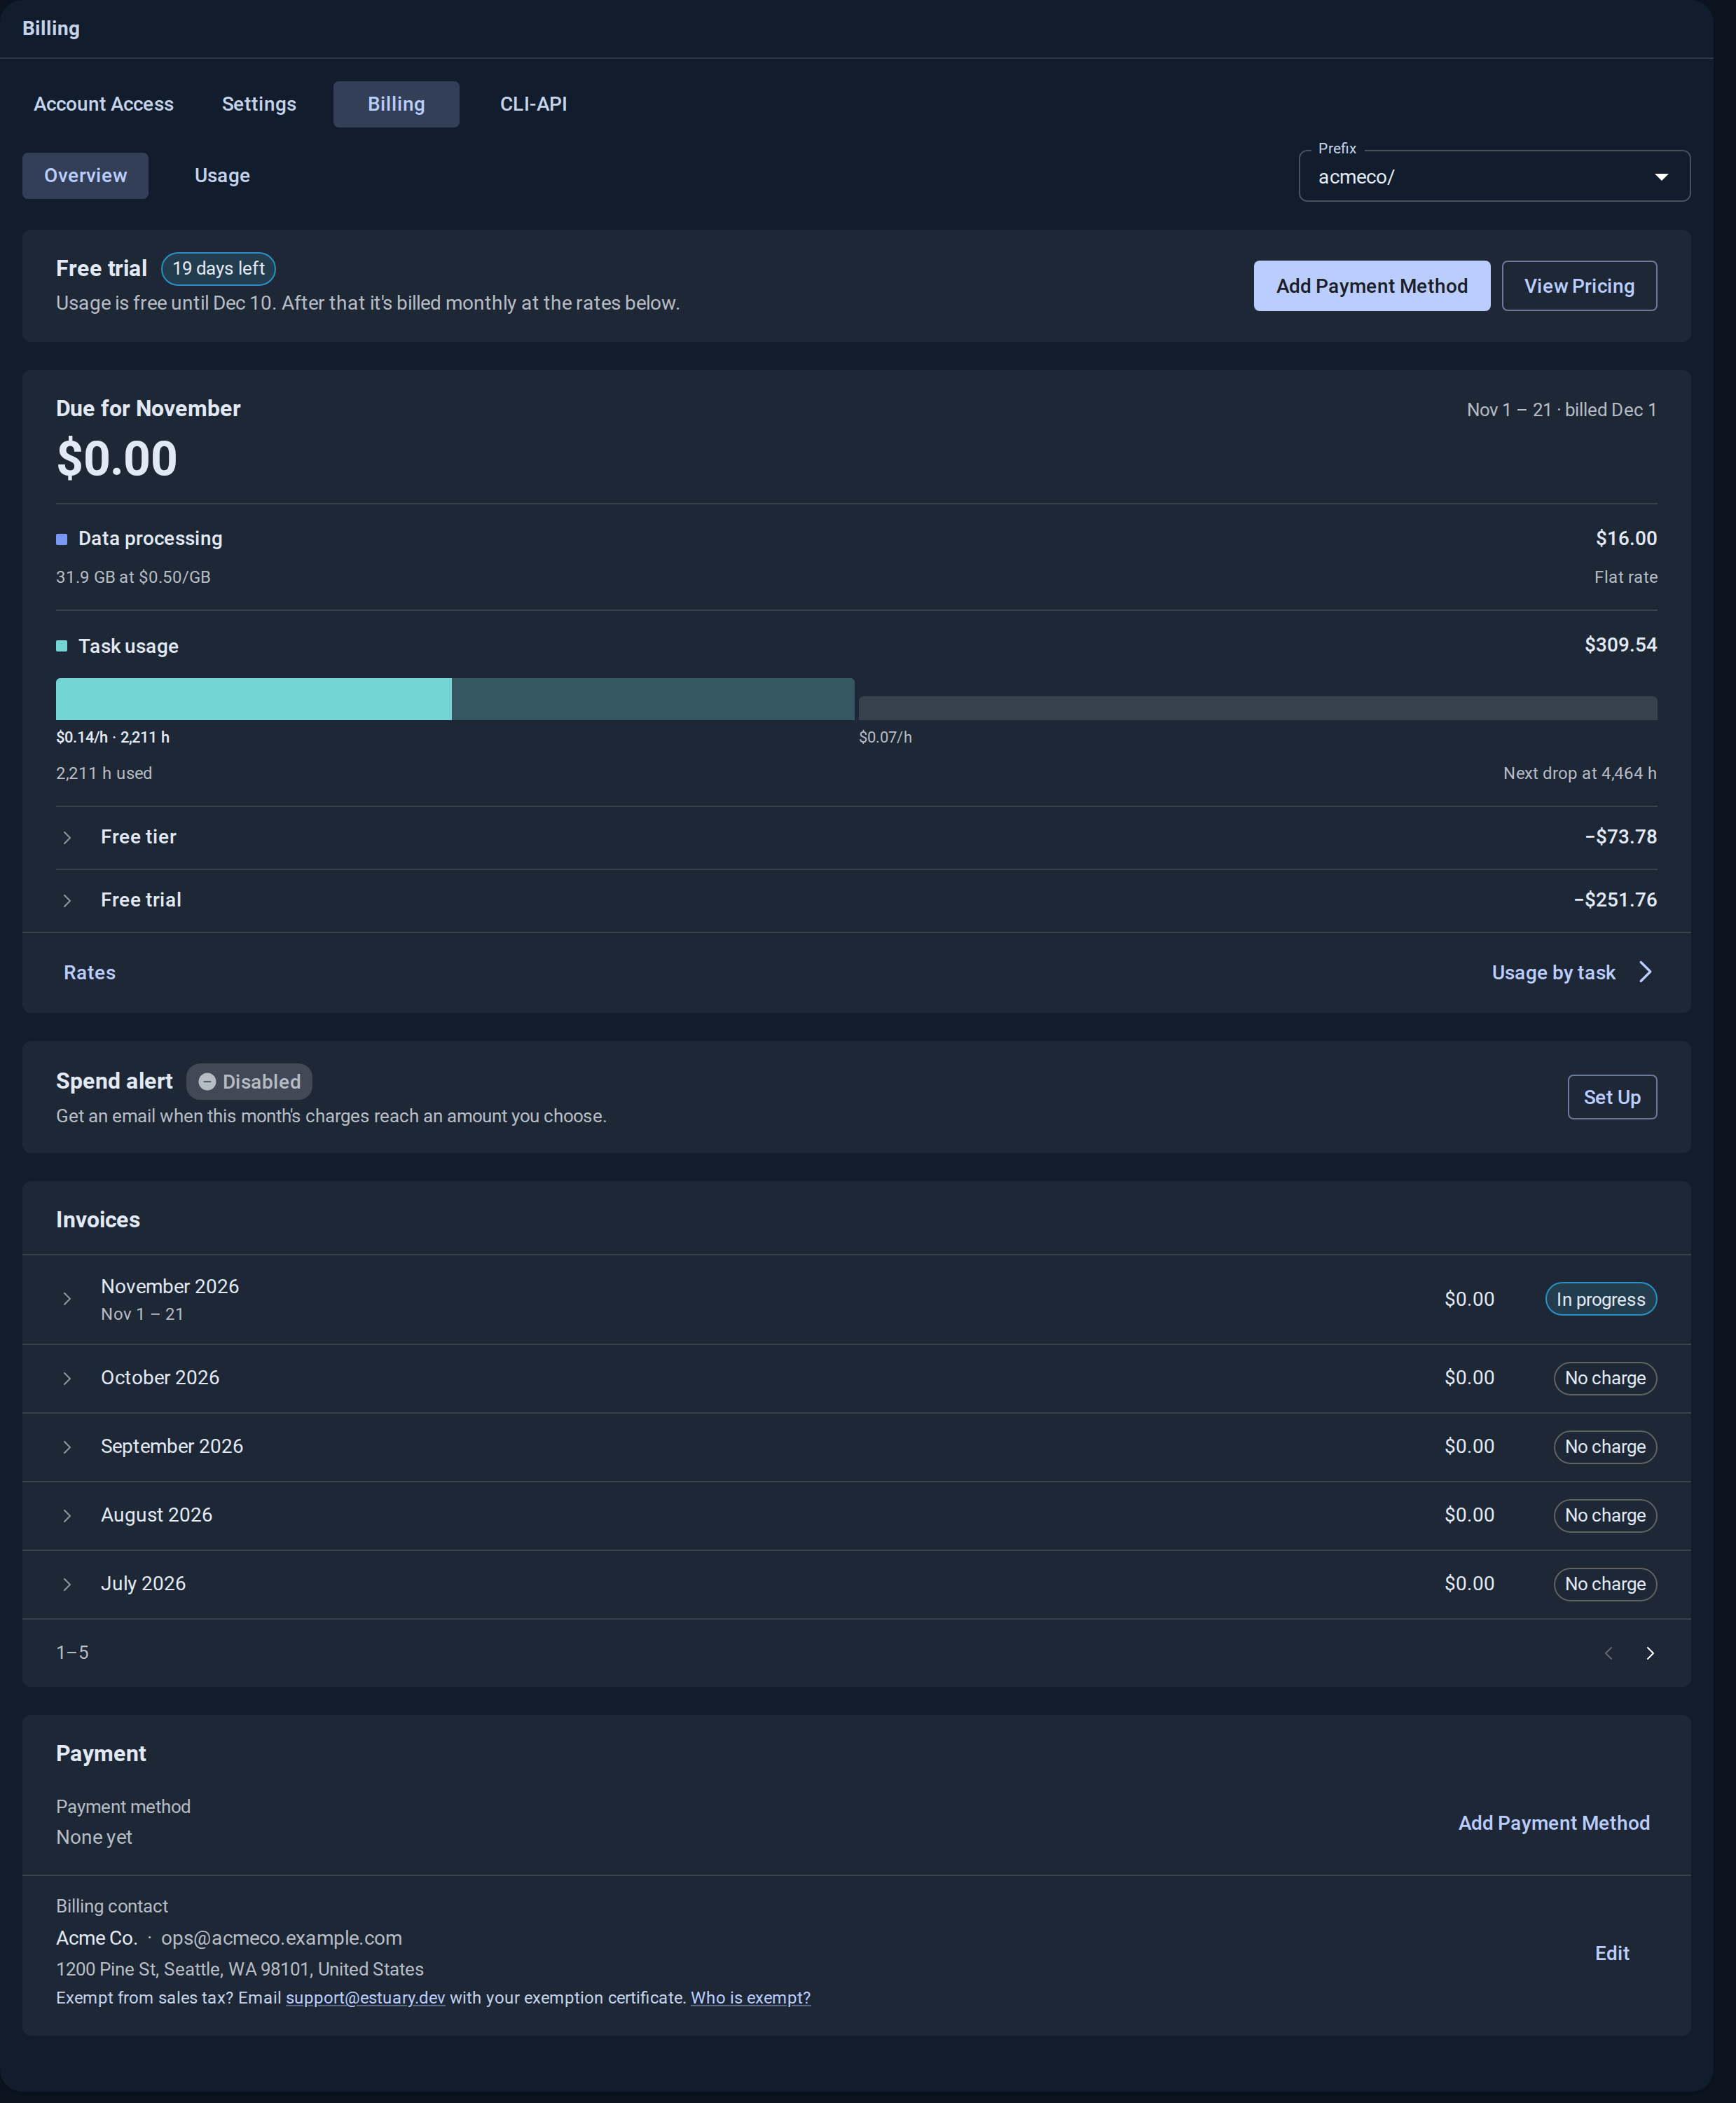 Billing
Account Access Settings Billing CLI-API
Prefix
Overview Usage acmeco/
Free trial 19 days left
Usage is free until Dec 10. After that it's billed monthly at the rates below.
Add Payment Method View Pricing
Due for November Nov 1 – 21 · billed Dec 1
$0.00
Data processing $16.00
31.9 GB at $0.50/GB Flat rate
Task usage $309.54
$0.14/h · 2,211 h $0.07/h
2,211 h used Next drop at 4,464 h
Free tier −$73.78
Free trial −$251.76
Rates Usage by task
Spend alert Disabled
Get an email when this month's charges reach an amount you choose.
Set Up
Invoices
November 2026
Nov 1 – 21
$0.00 In progress
October 2026 $0.00 No charge
September 2026 $0.00 No charge
August 2026 $0.00 No charge
July 2026 $0.00 No charge
1–5
Payment
Payment method
None yet
Add Payment Method
Billing contact
Acme Co. · ops@acmeco.example.com
1200 Pine St, Seattle, WA 98101, United States
Edit
Exempt from sales tax? Email support@estuary.dev with your exemption certificate. Who is exempt?